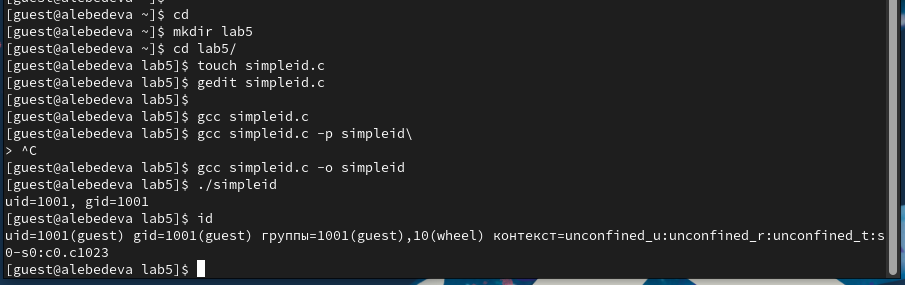 [guest@alebedeva ~]$ cd
[guest@alebedeva ~]$ mkdir lab5
[guest@alebedeva ~]$ cd lab5/
[guest@alebedeva lab5]$ touch simpleid.c
[guest@alebedeva lab5]$ gedit simpleid.c
[guest@alebedeva lab5]$
[guest@alebedeva lab5]$ gcc simpleid.c
[guest@alebedeva lab5]$ gcc simpleid.c -p simpleid\
> ^C
[guest@alebedeva lab5]$ gcc simpleid.c -o simpleid
[guest@alebedeva lab5]$ ./simpleid
uid=1001, gid=1001
[guest@alebedeva lab5]$ id
uid=1001(guest) gid=1001(guest) группы=1001(guest),10(wheel) контекст=unconfined_u:unconfined_r:unconfined_t:s
0-s0:c0.c1023
[guest@alebedeva lab5]$